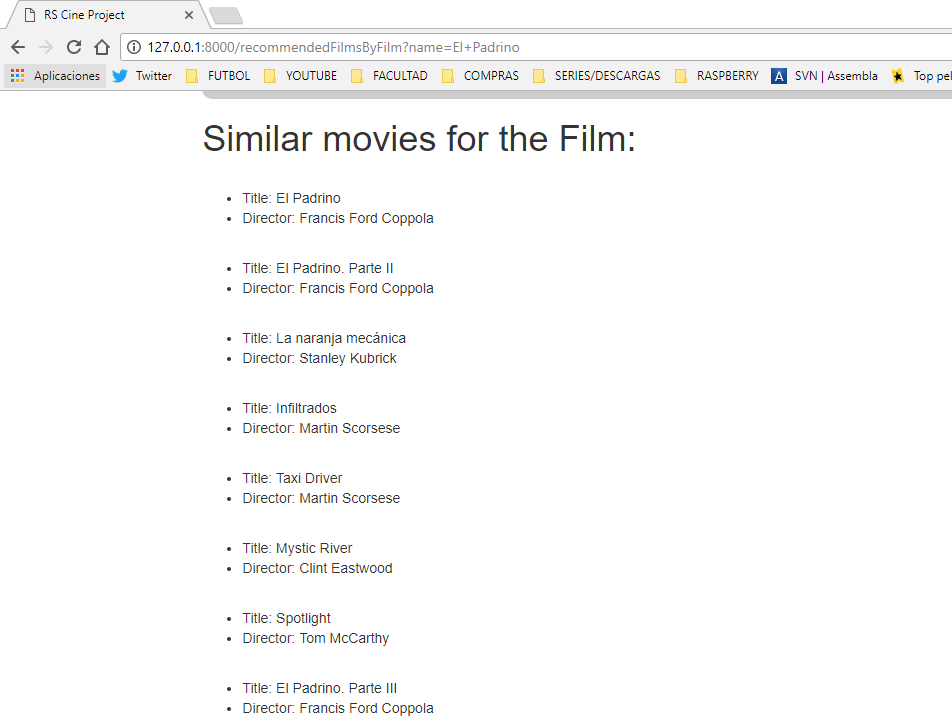 RS Cine Project
127.0.0.1:8000/recommendedFilmsByFilm?name=El+Padrino
Aplicaciones Twitter FUTBOL YOUTUBE FACULTAD COMPRAS SERIES/DESCARGAS RASPBERRY A SVN | Assembla Top pel
Similar movies for the Film:
• Title: El Padrino
• Director: Francis Ford Coppola
• Title: El Padrino. Parte II
• Director: Francis Ford Coppola
• Title: La naranja mecánica
• Director: Stanley Kubrick
• Title: Infiltrados
• Director: Martin Scorsese
• Title: Taxi Driver
• Director: Martin Scorsese
• Title: Mystic River
• Director: Clint Eastwood
• Title: Spotlight
• Director: Tom McCarthy
• Title: El Padrino. Parte III
• Director: Francis Ford Coppola